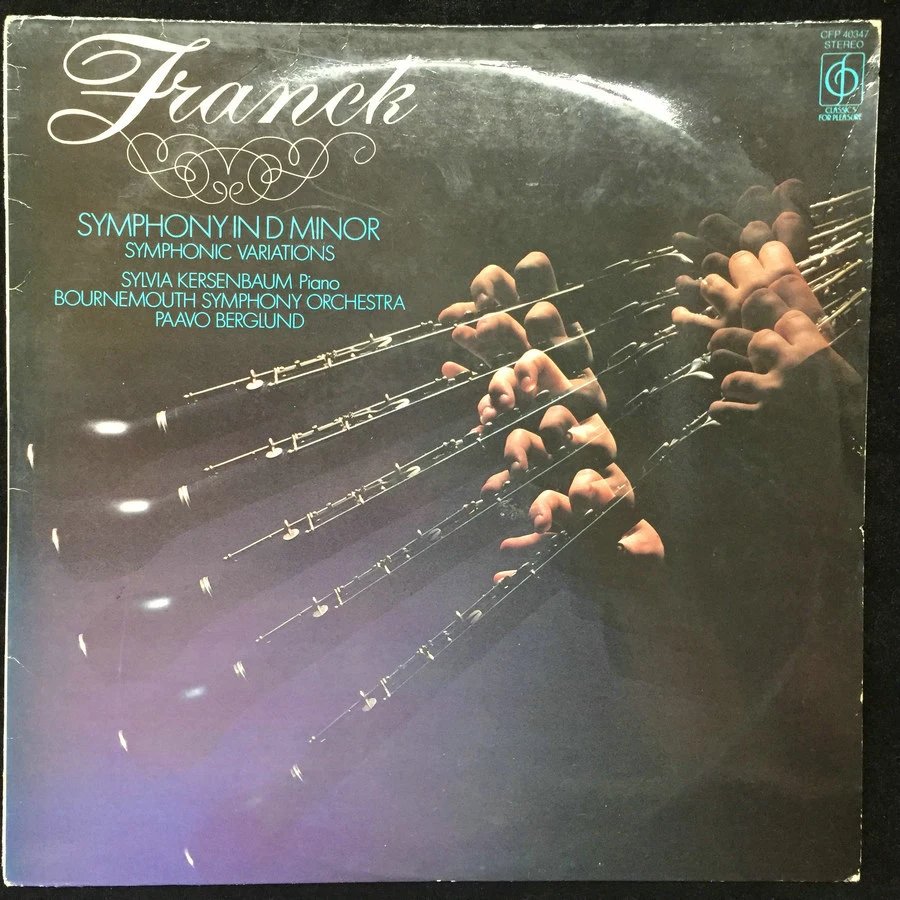 Franck
SYMPHONY IN D MINOR
SYMPHONIC VARIATIONS
SYLVIA KERSENBAUM Piano
BOURNEMOUTH SYMPHONY ORCHESTRA
PAAVO BERGLUND
CFP 40347
STEREO
CLASSICS
FOR PLEASURE